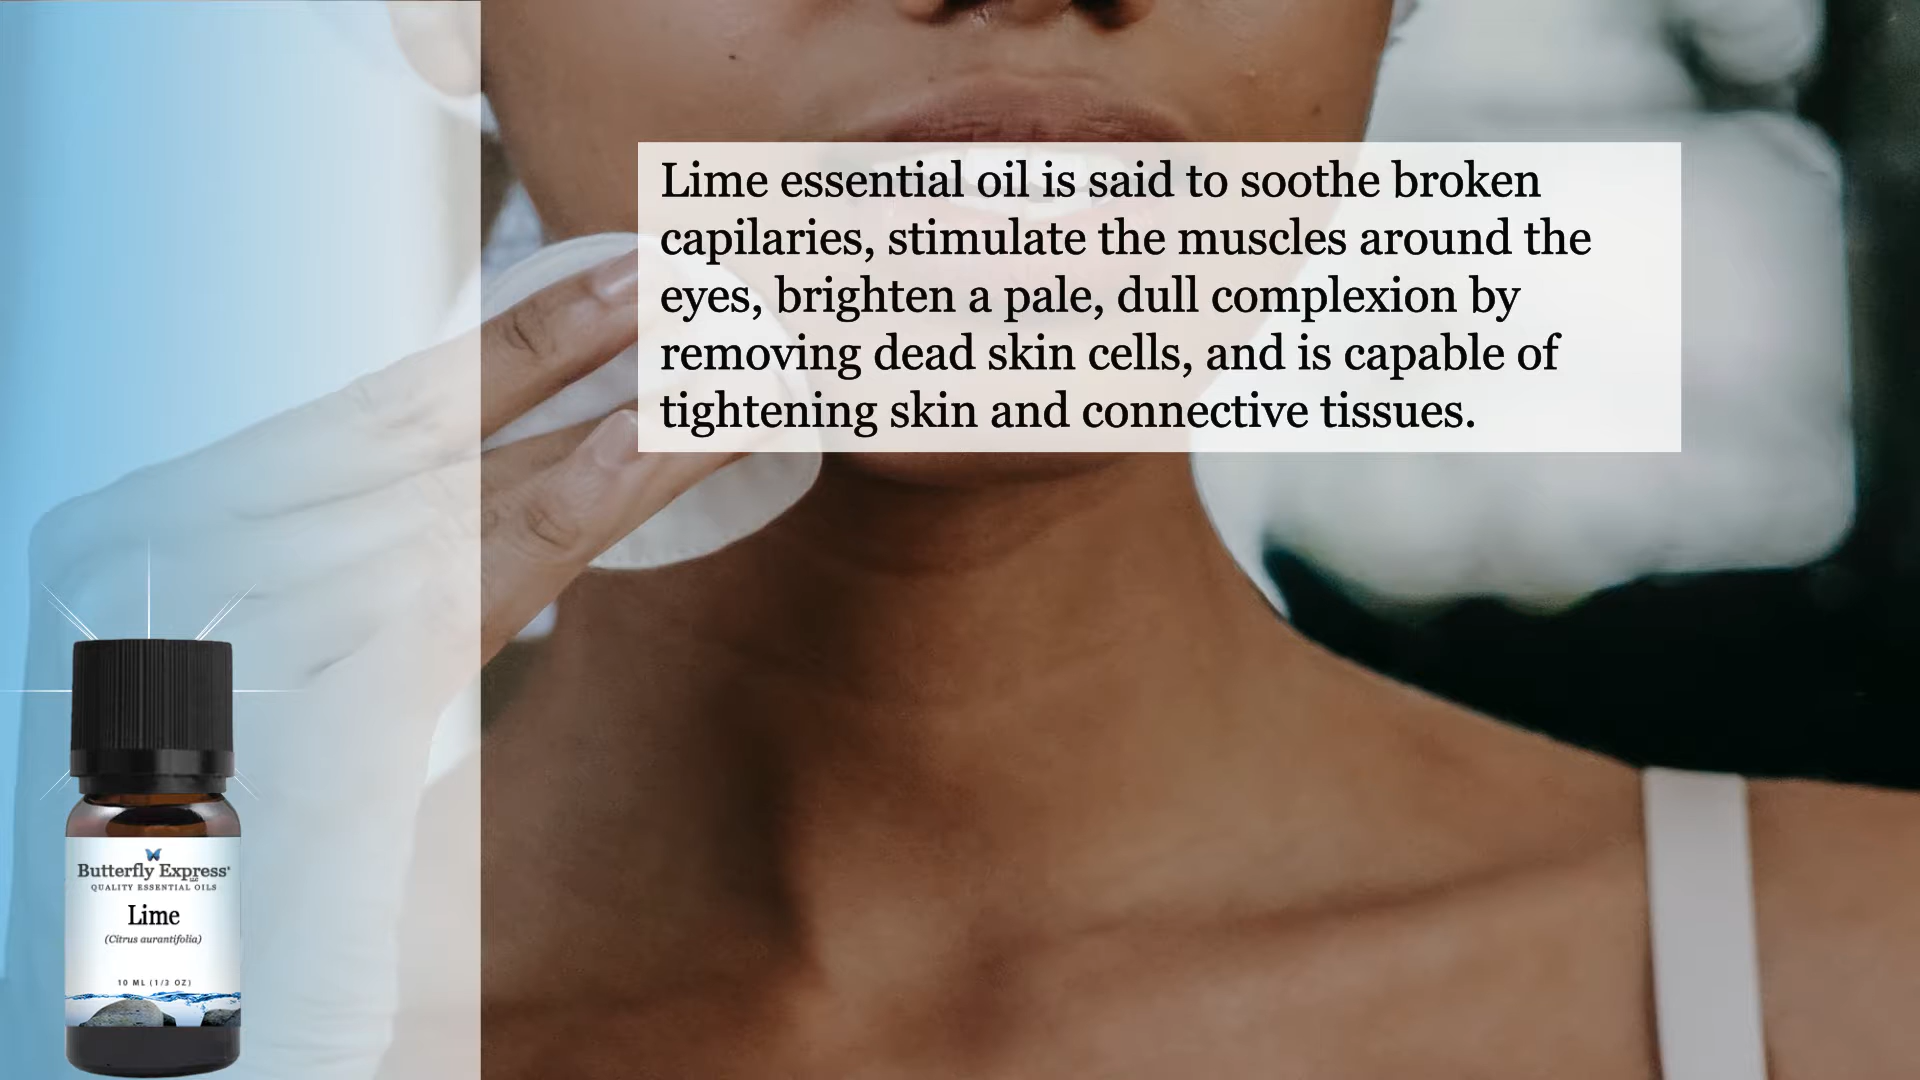 Lime essential oil is said to soothe broken
capilaries, stimulate the muscles around the
eyes, brighten a pale, dull complexion by
removing dead skin cells, and is capable of
tightening skin and connective tissues.
Butterfly Express
LLC
QUALITY ESSENTIAL OILS
Lime
(Citrus aurantifolia)
10 ML (1/3 OZ)